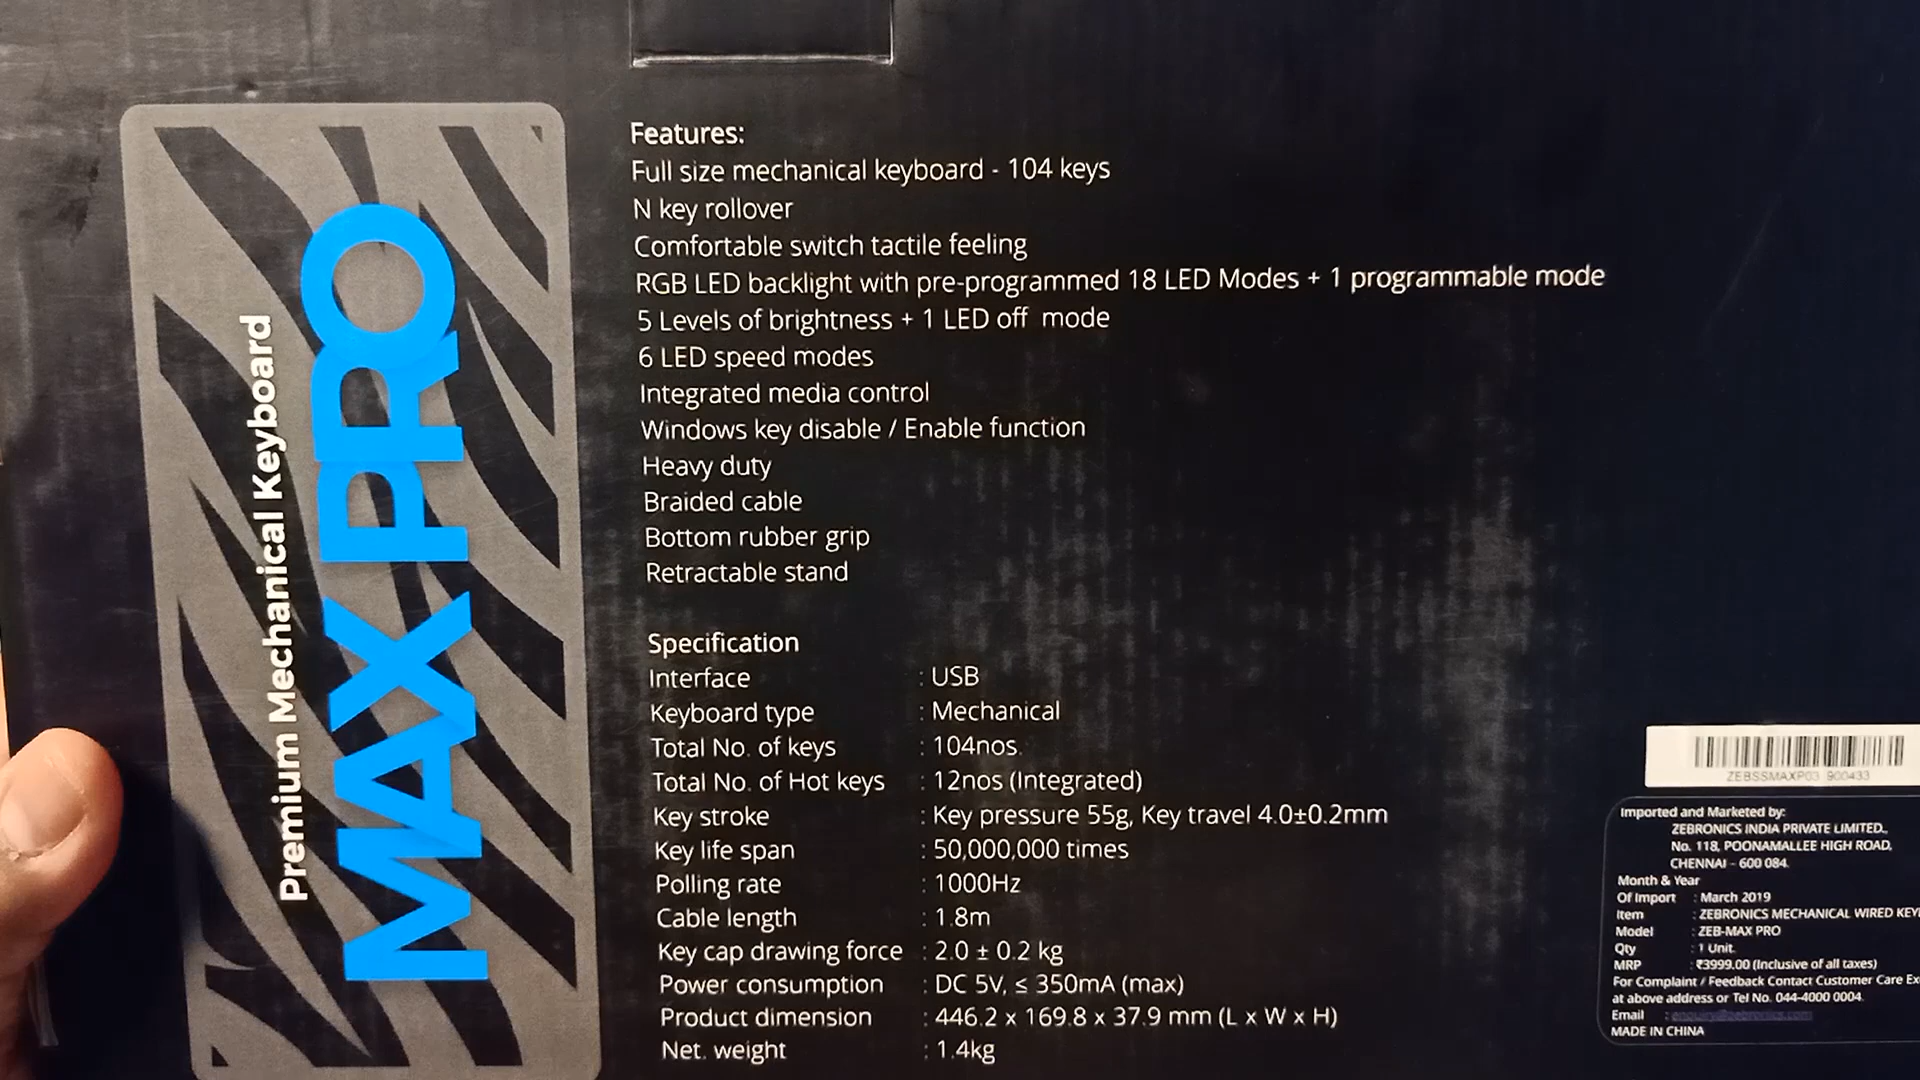 Premium Mechanical Keyboard
MAX PRO
Features:
Full size mechanical keyboard - 104 keys
N key rollover
Comfortable switch tactile feeling
RGB LED backlight with pre-programmed 18 LED Modes + 1 programmable mode
5 Levels of brightness + 1 LED off mode
6 LED speed modes
Integrated media control
Windows key disable / Enable function
Heavy duty
Braided cable
Bottom rubber grip
Retractable stand
Specification
Interface : USB
Keyboard type : Mechanical
Total No. of keys : 104nos.
Total No. of Hot keys : 12nos (Integrated)
Key stroke : Key pressure 55g, Key travel 4.0±0.2mm
Key life span : 50,000,000 times
Polling rate : 1000Hz
Cable length : 1.8m
Key cap drawing force : 2.0 ± 0.2 kg
Power consumption : DC 5V, ≤ 350mA (max)
Product dimension : 446.2 x 169.8 x 37.9 mm (L x W x H)
Net. weight : 1.4kg
ZEBSSMAXP03 900433
Imported and Marketed by:
ZEBRONICS INDIA PRIVATE LIMITED.,
No. 118, POONAMALLEE HIGH ROAD,
CHENNAI - 600 084.
Month & Year
Of Import : March 2019
Item : ZEBRONICS MECHANICAL WIRED
Model : ZEB-MAX PRO
Qty : 1 Unit.
MRP : ₹3999.00 (Inclusive of all taxes)
For Complaint / Feedback Contact Customer Care
at above address or Tel No. 044-4000 0004.
Email :
MADE IN CHINA